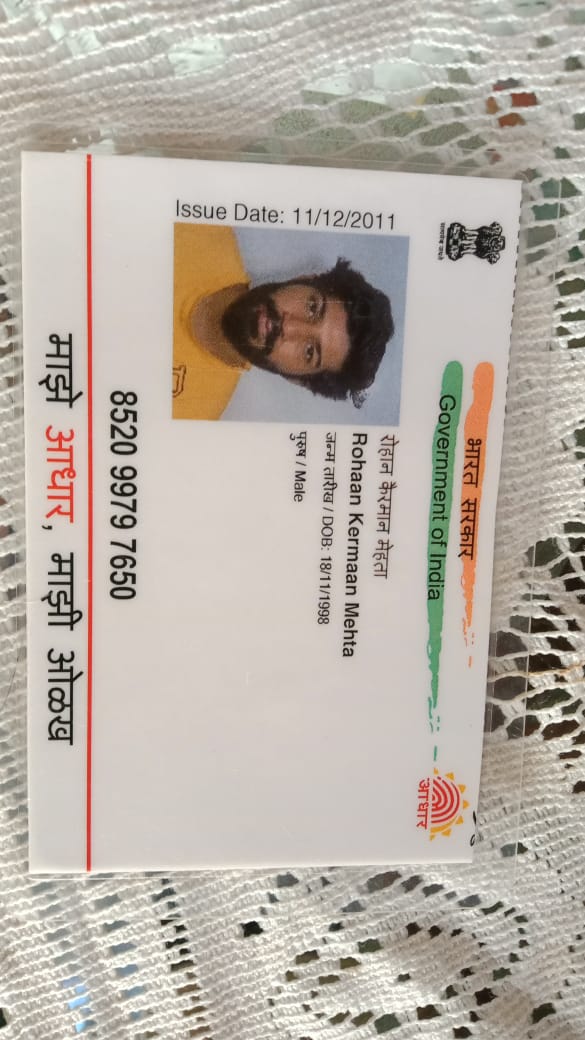 भारत सरकार
Government of India
Issue Date: 11/12/2011
रोहान कैरमान मेहता
Rohaan Kermaan Mehta
जन्म तारीख / DOB: 18/11/1998
पुरुष / Male
8520 9979 7650
माझे आधार, माझी ओळख
आधार
सत्यमेव जयते